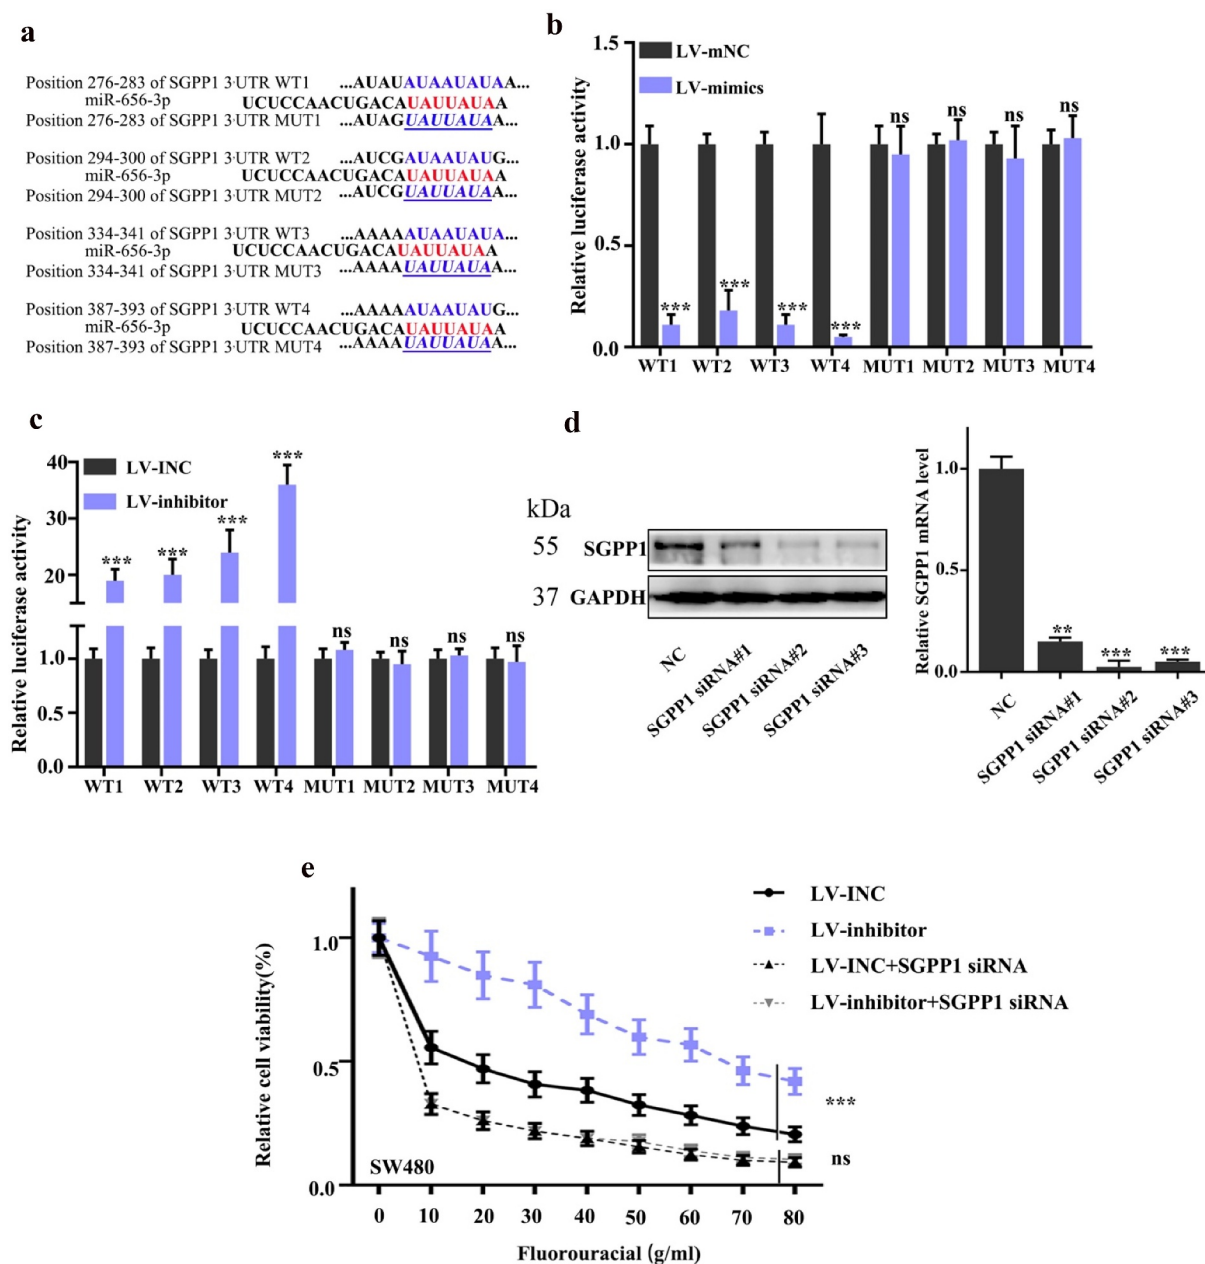 a
Position 276-283 of SGPP1 3'UTR WT1 ...AUAUAUAAUAUAA...
miR-656-3p UCUCCAACUGACAUAUUAUAA
Position 276-283 of SGPP1 3'UTR MUT1 ...AUAGUAUUAUAA...
Position 294-300 of SGPP1 3'UTR WT2 ...AUCGAUAAUAUG...
miR-656-3p UCUCCAACUGACAUAUUAUAA
Position 294-300 of SGPP1 3'UTR MUT2 ...AUCGUAUUAUAA...
Position 334-341 of SGPP1 3'UTR WT3 ...AAAAAUAAUAUA...
miR-656-3p UCUCCAACUGACAUAUUAUAA
Position 334-341 of SGPP1 3'UTR MUT3 ...AAAAUAUUAUAA...
Position 387-393 of SGPP1 3'UTR WT4 ...AAAAAUAAUAUG...
miR-656-3p UCUCCAACUGACAUAUUAUAA
Position 387-393 of SGPP1 3'UTR MUT4 ...AAAAUAUUAUAA...
b
LV-mNC
LV-mimics
Relative luciferase activity
1.5
1.0
0.5
0.0
*** *** *** *** ns ns ns ns
WT1 WT2 WT3 WT4 MUT1 MUT2 MUT3 MUT4
c
LV-INC
LV-inhibitor
Relative luciferase activity
40
30
20
1.0
0.5
0.0
*** *** *** *** ns ns ns ns
WT1 WT2 WT3 WT4 MUT1 MUT2 MUT3 MUT4
d
kDa
55 SGPP1
37 GAPDH
NC SGPP1 siRNA#1 SGPP1 siRNA#2 SGPP1 siRNA#3
Relative SGPP1 mRNA level
1.0
0.5
0.0
** *** ***
NC SGPP1 siRNA#1 SGPP1 siRNA#2 SGPP1 siRNA#3
e
LV-INC
LV-inhibitor
LV-INC+SGPP1 siRNA
LV-inhibitor+SGPP1 siRNA
Relative cell viability(%)
1.0
0.5
0.0
***
ns
SW480
0 10 20 30 40 50 60 70 80
Fluorouracial (g/ml)